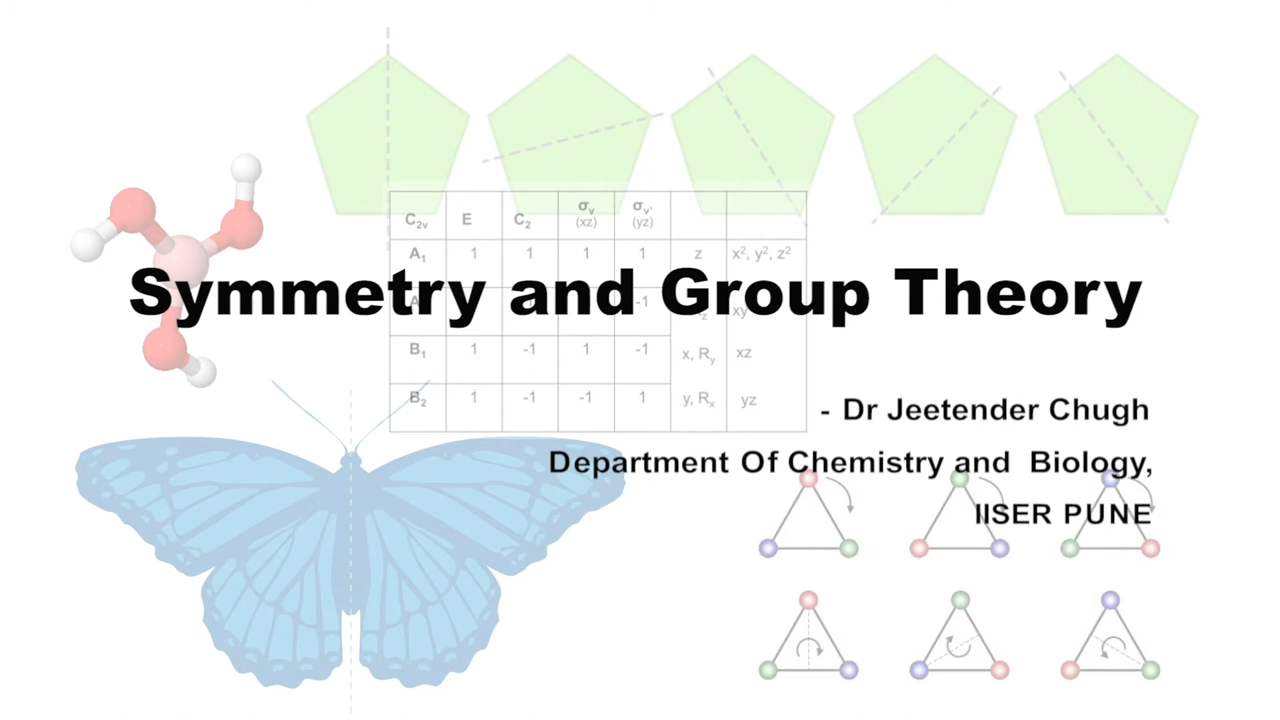 C2v E C2 σv (xz) σv' (yz)
A1 1 1 1 1 z x², y², z²
-1 z xy
B1 1 -1 1 -1 x, Ry xz
B2 1 -1 -1 1 y, Rx yz
Symmetry and Group Theory
- Dr Jeetender Chugh
Department Of Chemistry and Biology,
IISER PUNE